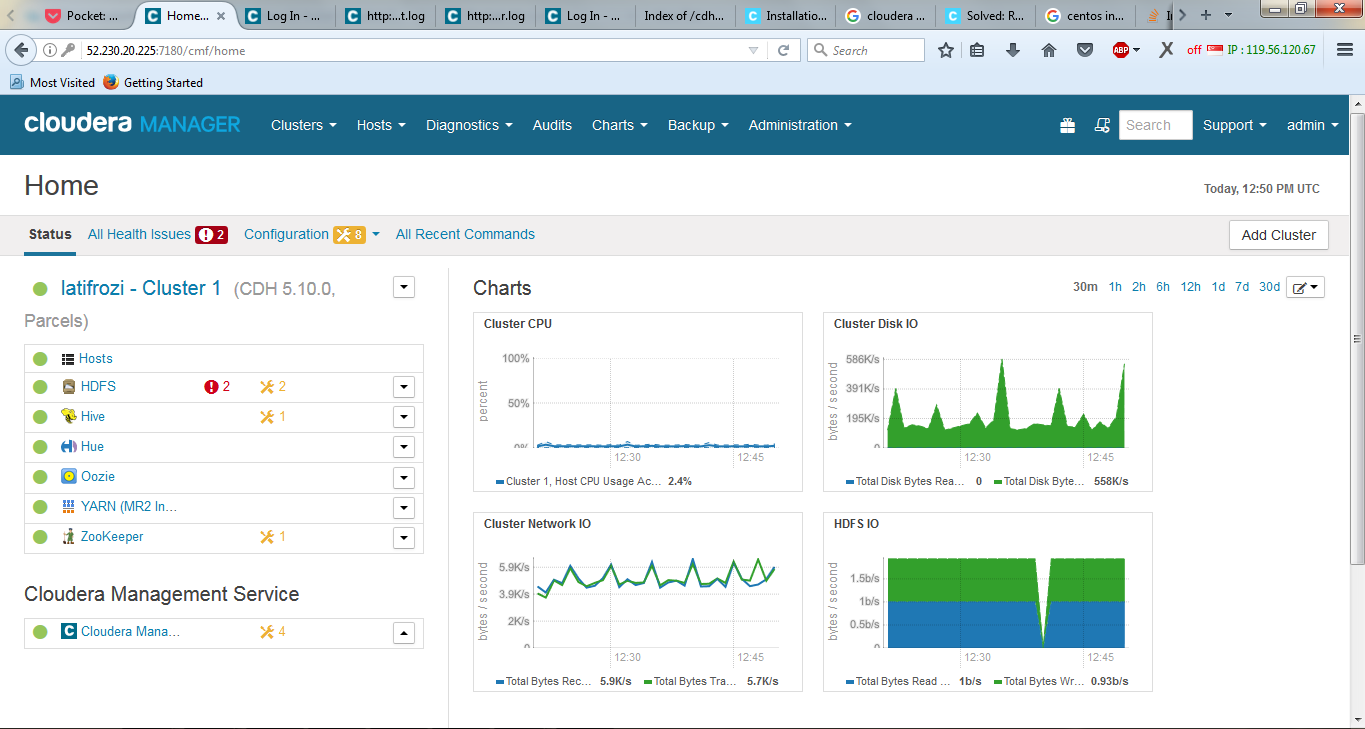 Pocket: ...
Home...
Log In - ...
http:...t.log
http:...r.log
Log In - ...
Index of /cdh...
Installatio...
cloudera ...
Solved: R...
centos in...
52.230.20.225:7180/cmf/home
Search
ABP
off
IP : 119.56.120.67
Most Visited
Getting Started
cloudera MANAGER
Clusters
Hosts
Diagnostics
Audits
Charts
Backup
Administration
Search
Support
admin
Home
Today, 12:50 PM UTC
Status
All Health Issues
2
Configuration
8
All Recent Commands
Add Cluster
latifrozi - Cluster 1 (CDH 5.10.0,
Parcels)
Hosts
HDFS 2 2
Hive 1
Hue
Oozie
YARN (MR2 In...
ZooKeeper 1
Cloudera Management Service
Cloudera Mana... 4
Charts
30m 1h 2h 6h 12h 1d 7d 30d
Cluster CPU
percent
100%
50%
0%
12:30
12:45
Cluster 1, Host CPU Usage Ac... 2.4%
Cluster Disk IO
bytes / second
586K/s
391K/s
195K/s
0
12:30
12:45
Total Disk Bytes Rea... 0 Total Disk Byte... 558K/s
Cluster Network IO
bytes / second
5.9K/s
3.9K/s
2K/s
0
12:30
12:45
Total Bytes Rec... 5.9K/s Total Bytes Tra... 5.7K/s
HDFS IO
bytes / second
1.5b/s
1b/s
0.5b/s
0
12:30
12:45
Total Bytes Read ... 1b/s Total Bytes Wr... 0.93b/s